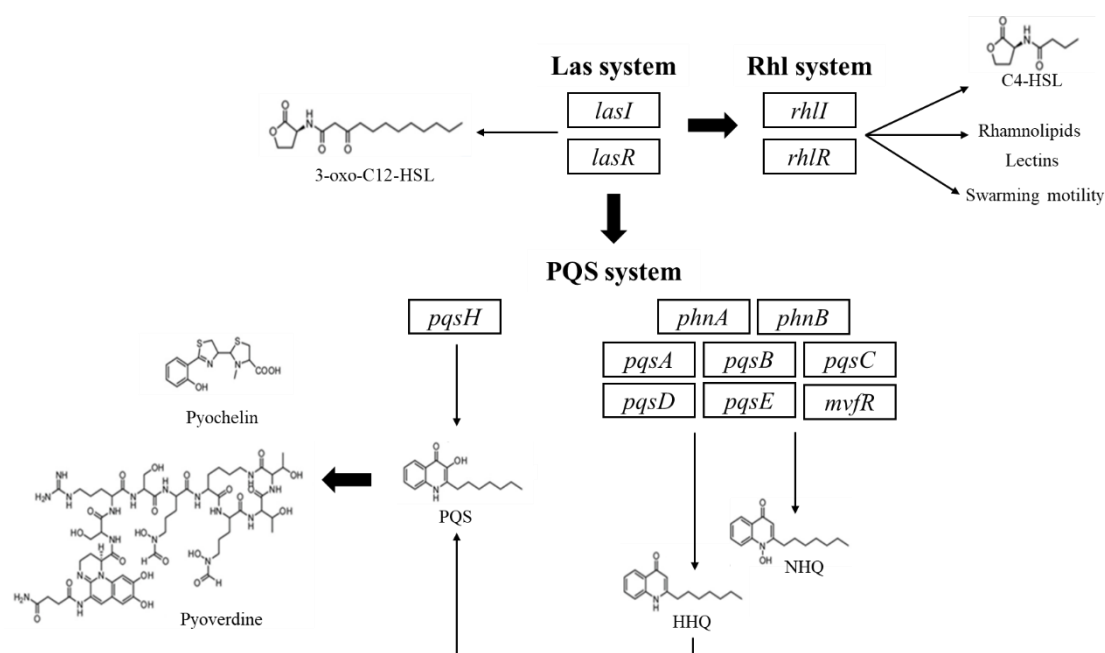 Las system
Rhl system
C4-HSL
lasI
rhlI
lasR
rhlR
Rhamnolipids
Lectins
Swarming motility
3-oxo-C12-HSL
PQS system
pqsH
phnA
phnB
pqsA
pqsB
pqsC
pqsD
pqsE
mvfR
Pyochelin
PQS
NHQ
HHQ
Pyoverdine